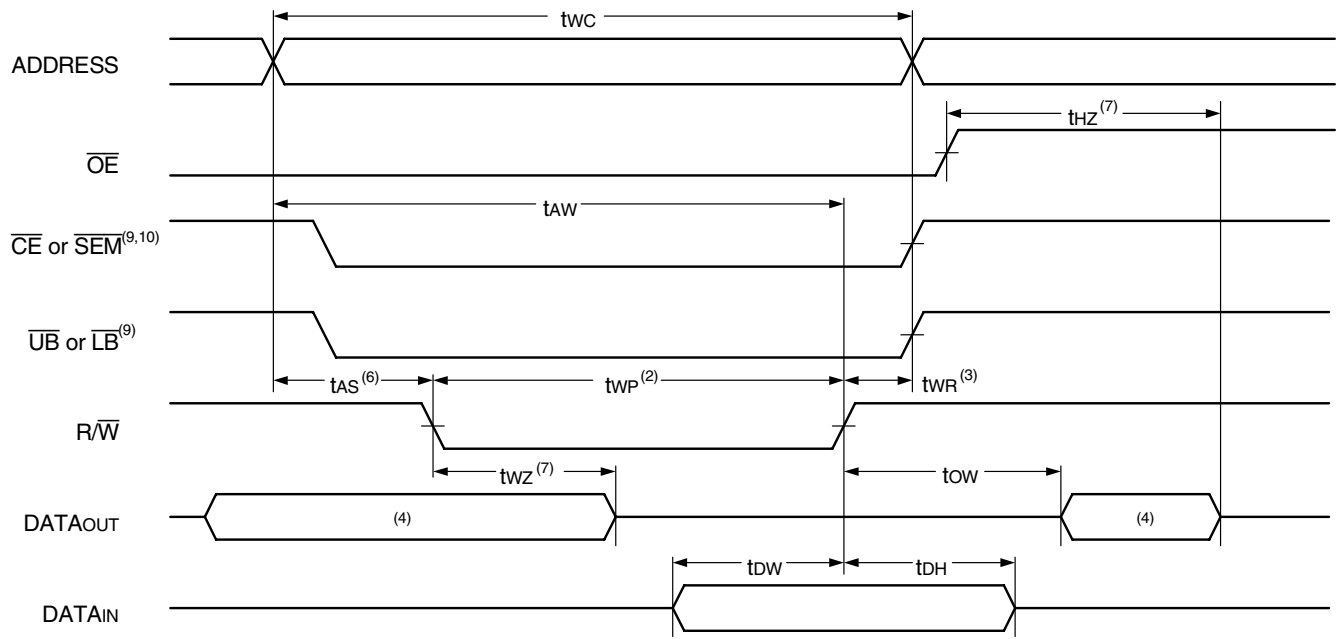 tWC
ADDRESS
tHZ(7)
OE
tAW
CE or SEM(9,10)
UB or LB(9)
tAS(6) tWP(2) tWR(3)
R/W
tWZ(7) tOW
DATAOUT (4) (4)
tDW tDH
DATAIN